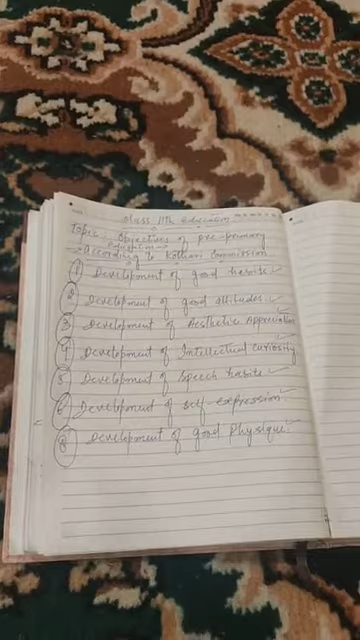 Class 11th Education
Topic: Objectives of pre-primary
Education
→ According to Kothari Commission
1 Development of good habits ✓
2 Development of good attitudes. ✓
3 Development of Aesthetic Appreciation
4 Development of Intellectual curiosity
5 Development of speech habits ✓
6 Development of self expression. ✓
8 Development of good Physique. ✓